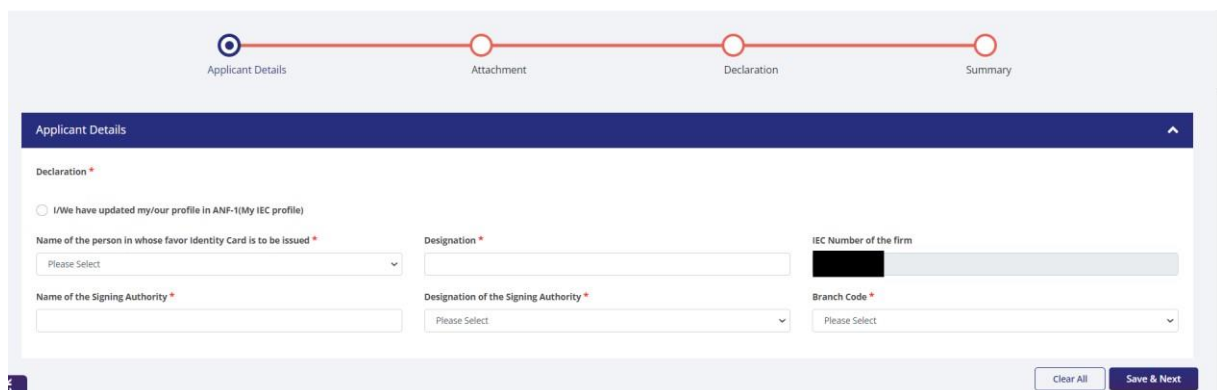 Applicant Details Attachment Declaration Summary
Applicant Details
Declaration *
I/We have updated my/our profile in ANF-1(My IEC profile)
Name of the person in whose favor Identity Card is to be issued * Designation * IEC Number of the firm
Please Select
Name of the Signing Authority * Designation of the Signing Authority * Branch Code *
Please Select Please Select
Clear All Save & Next